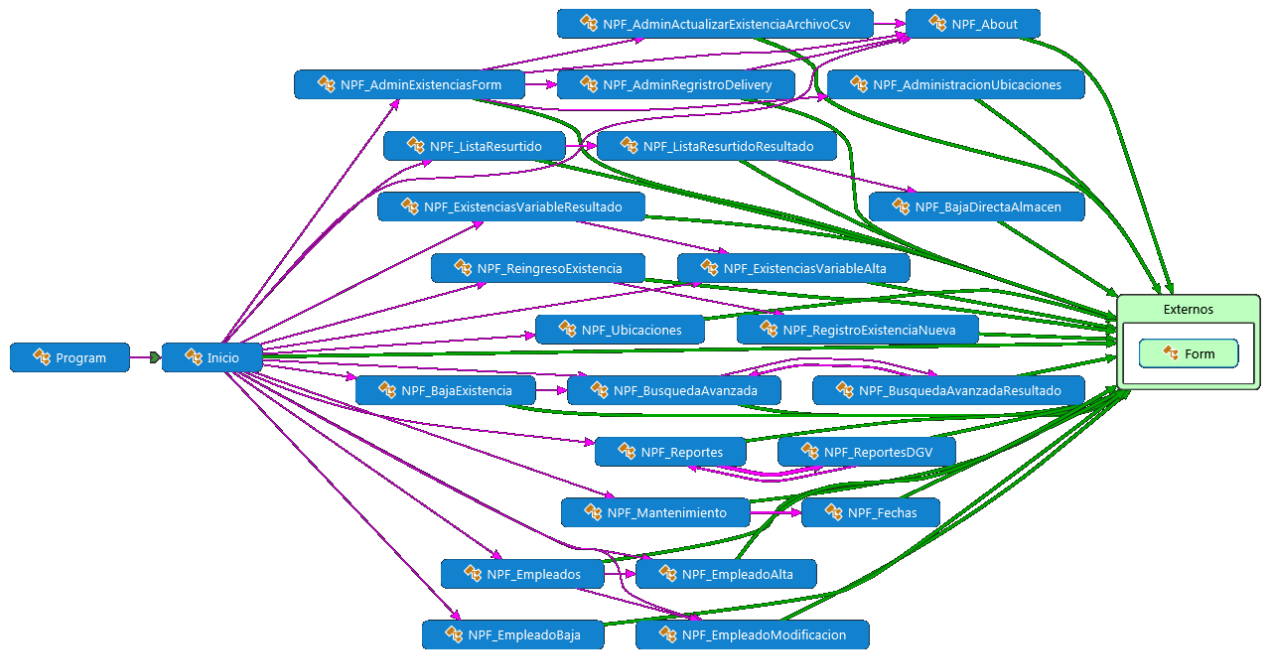 NPF_AdminActualizarExistenciaArchivoCsv
NPF_About
NPF_AdminExistenciasForm
NPF_AdminRegristroDelivery
NPF_AdministracionUbicaciones
NPF_ListaResurtido
NPF_ListaResurtidoResultado
NPF_ExistenciasVariableResultado
NPF_BajaDirectaAlmacen
NPF_ReingresoExistencia
NPF_ExistenciasVariableAlta
Externos
NPF_Ubicaciones
NPF_RegistroExistenciaNueva
Program
Inicio
Form
NPF_BajaExistencia
NPF_BusquedaAvanzada
NPF_BusquedaAvanzadaResultado
NPF_Reportes
NPF_ReportesDGV
NPF_Mantenimiento
NPF_Fechas
NPF_Empleados
NPF_EmpleadoAlta
NPF_EmpleadoBaja
NPF_EmpleadoModificacion